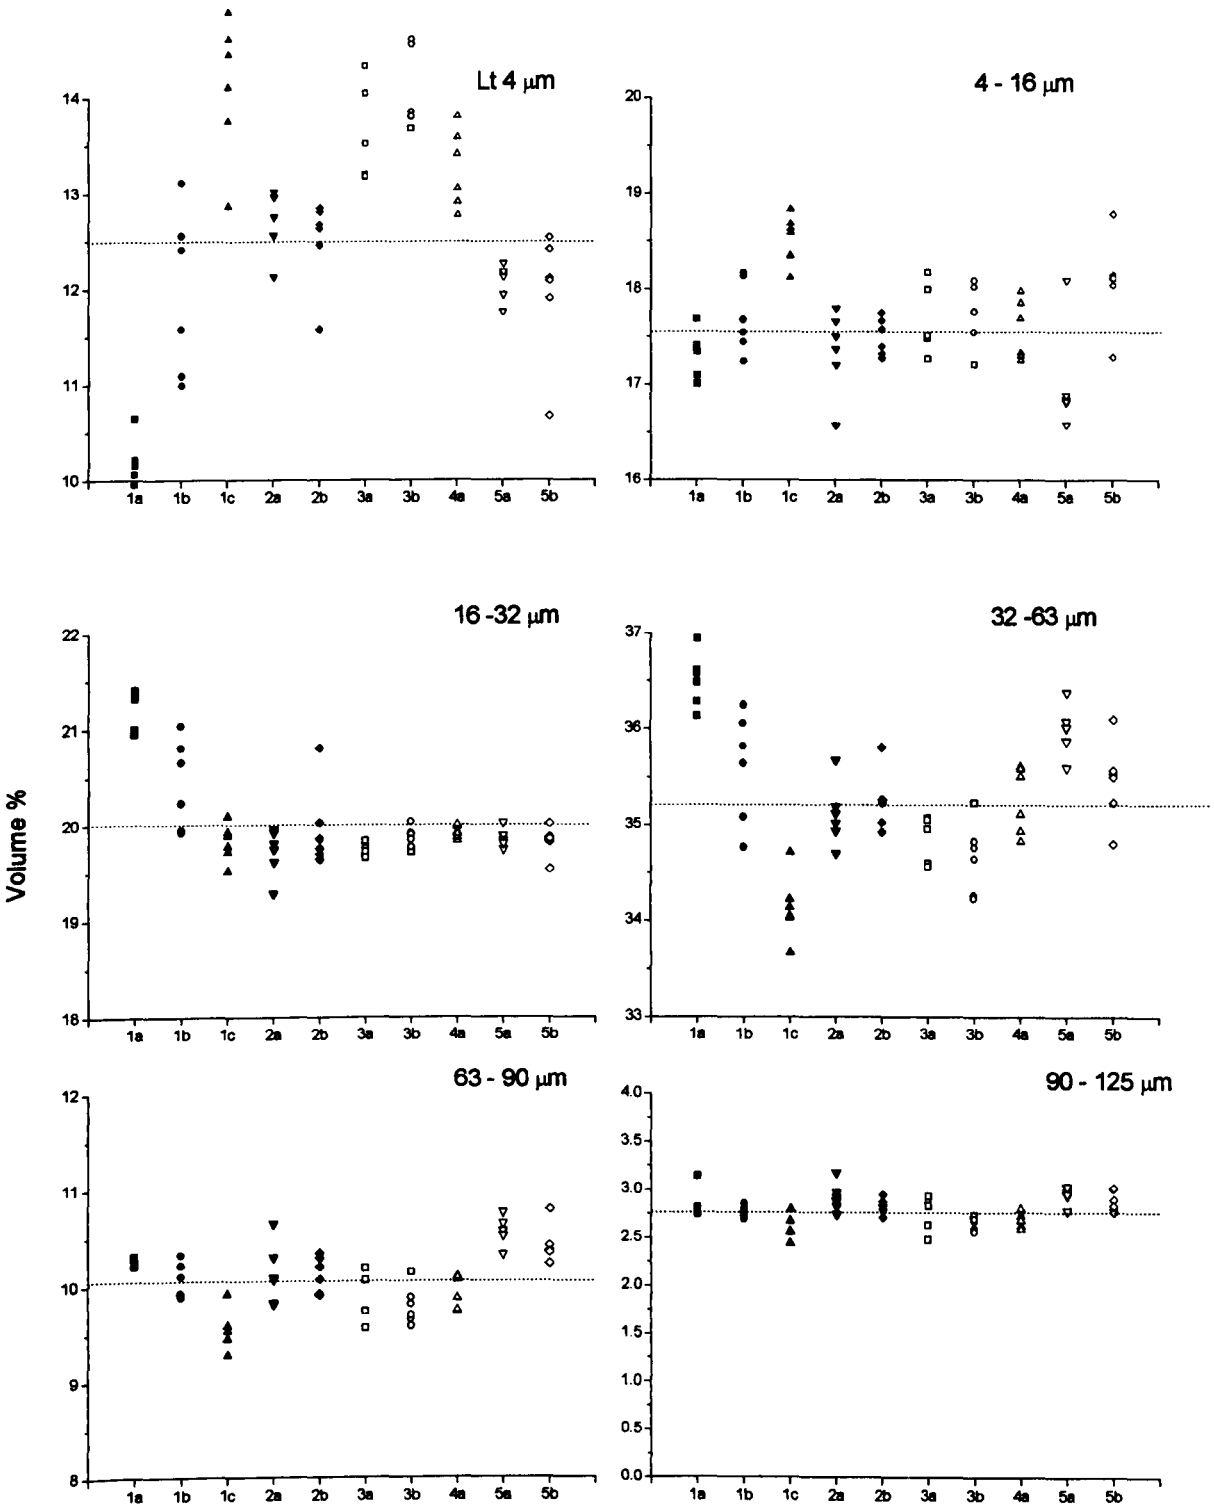 Lt 4 μm
14
13
12
11
10
1a 1b 1c 2a 2b 3a 3b 4a 5a 5b
4 - 16 μm
20
19
18
17
16
1a 1b 1c 2a 2b 3a 3b 4a 5a 5b
Volume %
16 -32 μm
22
21
20
19
18
1a 1b 1c 2a 2b 3a 3b 4a 5a 5b
32 -63 μm
37
36
35
34
33
1a 1b 1c 2a 2b 3a 3b 4a 5a 5b
63 - 90 μm
12
11
10
9
8
1a 1b 1c 2a 2b 3a 3b 4a 5a 5b
90 - 125 μm
4.0
3.5
3.0
2.5
2.0
1.5
1.0
0.5
0.0
1a 1b 1c 2a 2b 3a 3b 4a 5a 5b